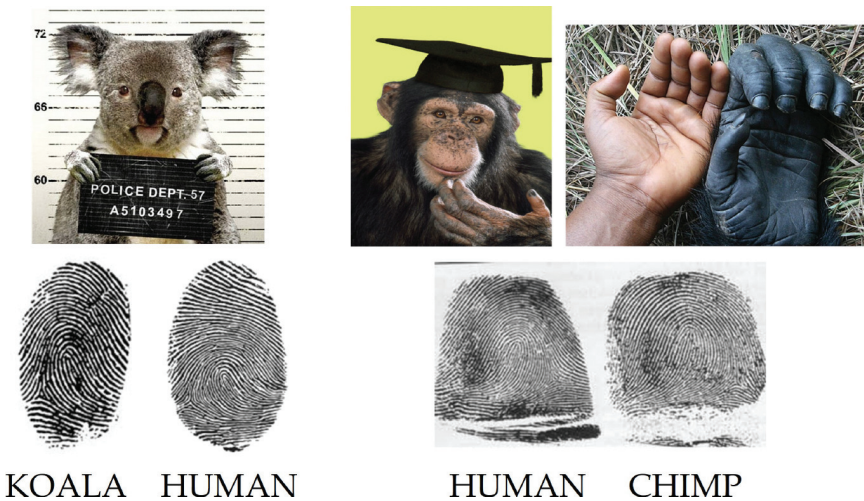 72
66
60
POLICE DEPT. 57
A5103497
KOALA HUMAN
HUMAN CHIMP